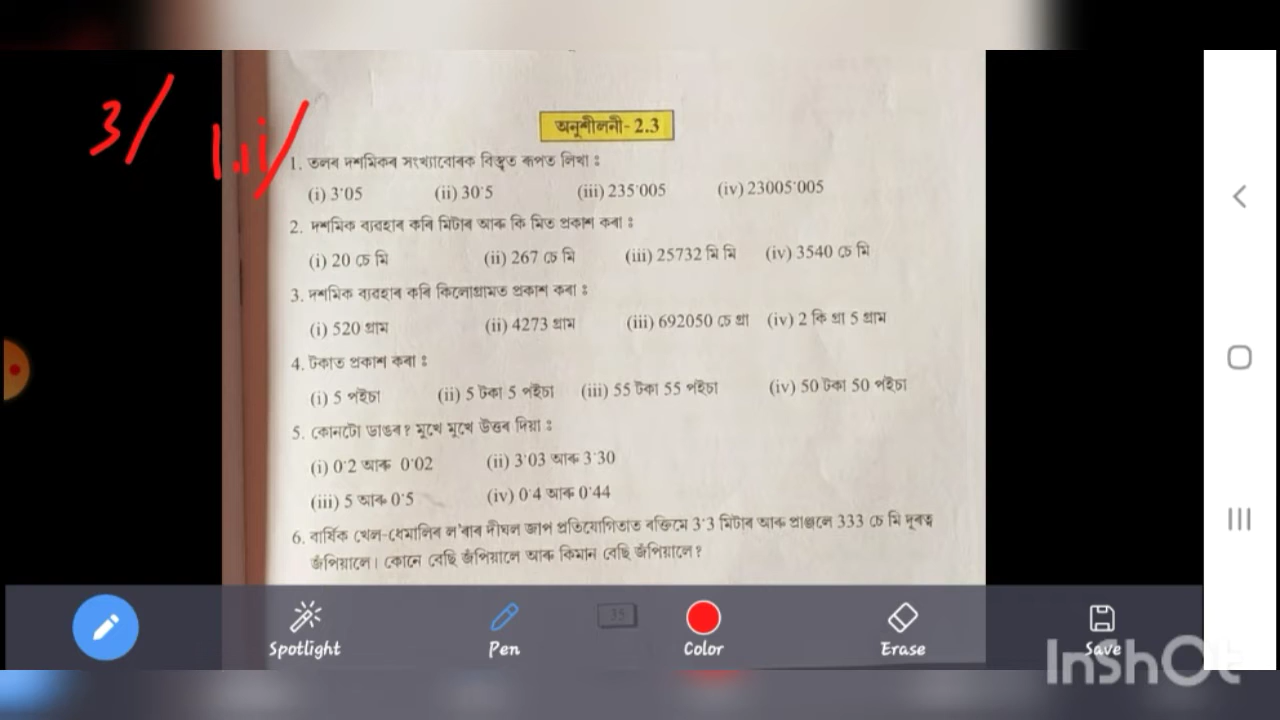 3/
1.ii/
অনুশীলনী- 2.3
1. তলৰ দশমিকৰ সংখ্যাবোৰক বিস্তৃত ৰূপত লিখা ঃ
(i) 3·05 (ii) 30·5 (iii) 235·005 (iv) 23005·005
2. দশমিক ব্যৱহাৰ কৰি মিটাৰ আৰু কি মিত প্ৰকাশ কৰা ঃ
(i) 20 চে মি (ii) 267 চে মি (iii) 25732 মি মি (iv) 3540 চে মি
3. দশমিক ব্যৱহাৰ কৰি কিলোগ্ৰামত প্ৰকাশ কৰা ঃ
(i) 520 গ্ৰাম (ii) 4273 গ্ৰাম (iii) 692050 চে গ্ৰা (iv) 2 কি গ্ৰা 5 গ্ৰাম
4. টকাত প্ৰকাশ কৰা ঃ
(i) 5 পইচা (ii) 5 টকা 5 পইচা (iii) 55 টকা 55 পইচা (iv) 50 টকা 50 পইচা
5. কোনটো ডাঙৰ? মুখে মুখে উত্তৰ দিয়া ঃ
(i) 0·2 আৰু 0·02 (ii) 3·03 আৰু 3·30
(iii) 5 আৰু 0·5 (iv) 0·4 আৰু 0·44
6. বাৰ্ষিক খেল-ধেমালিৰ ল'ৰাৰ দীঘল জাপ প্ৰতিযোগিতাত ৰক্তিমে 3·3 মিটাৰ আৰু প্ৰাঞ্জলে 333 চে মি দূৰত্ব
জঁপিয়ালে। কোনে বেছি জঁপিয়ালে আৰু কিমান বেছি জঁপিয়ালে?
35
Spotlight Pen Color Erase Save
InShOt